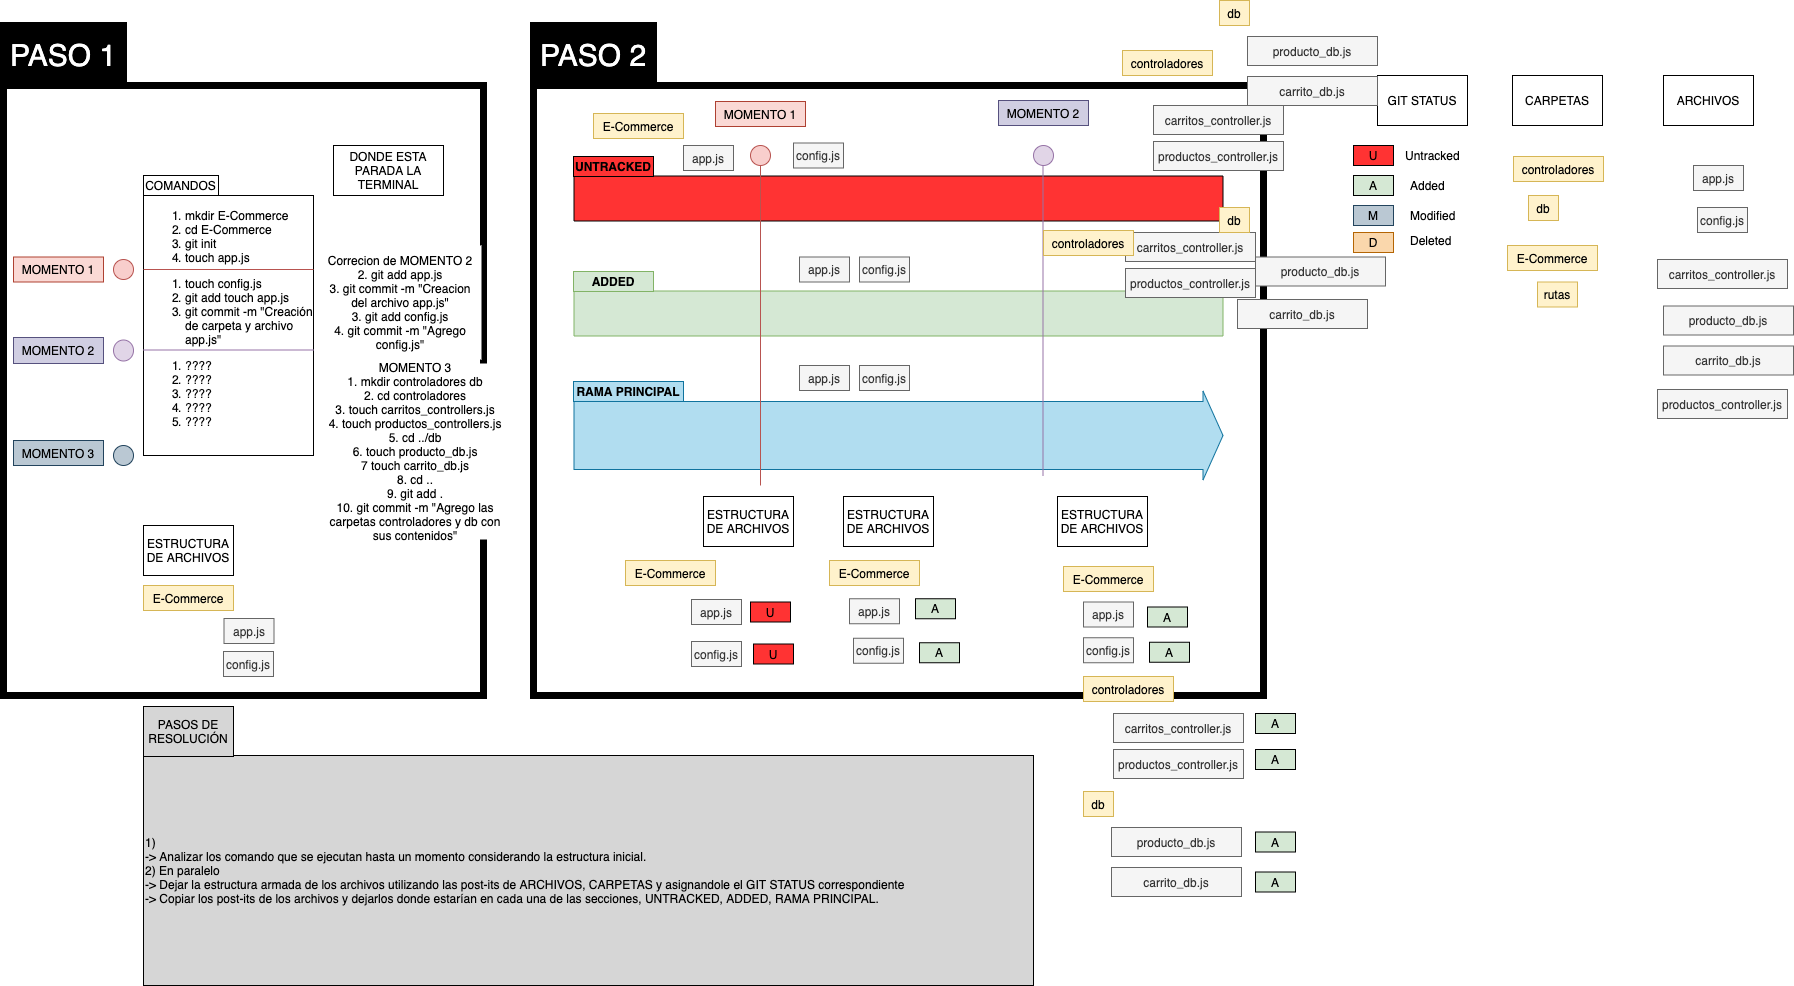 PASO 1
COMANDOS
DONDE ESTA
PARADA LA
TERMINAL
1. mkdir E-Commerce
2. cd E-Commerce
3. git init
4. touch app.js
MOMENTO 1
1. touch config.js
2. git add touch app.js
3. git commit -m "Creación
de carpeta y archivo
app.js"
MOMENTO 2
1. ????
2. ????
3. ????
4. ????
5. ????
MOMENTO 3
Correcion de MOMENTO 2
2. git add app.js
3. git commit -m "Creacion
del archivo app.js"
3. git add config.js
4. git commit -m "Agrego
config.js"
MOMENTO 3
1. mkdir controladores db
2. cd controladores
3. touch carritos_controllers.js
4. touch productos_controllers.js
5. cd ../db
6. touch producto_db.js
7 touch carrito_db.js
8. cd ..
9. git add .
10. git commit -m "Agrego las
carpetas controladores y db con
sus contenidos"
ESTRUCTURA
DE ARCHIVOS
E-Commerce
app.js
config.js
PASO 2
E-Commerce
MOMENTO 1
MOMENTO 2
app.js
config.js
UNTRACKED
db
producto_db.js
controladores
carrito_db.js
carritos_controller.js
productos_controller.js
ADDED
app.js
config.js
db
controladores
carritos_controller.js
productos_controller.js
producto_db.js
carrito_db.js
RAMA PRINCIPAL
app.js
config.js
ESTRUCTURA
DE ARCHIVOS
E-Commerce
app.js
U
config.js
U
ESTRUCTURA
DE ARCHIVOS
E-Commerce
app.js
A
config.js
A
ESTRUCTURA
DE ARCHIVOS
E-Commerce
app.js
A
config.js
A
controladores
carritos_controller.js
A
productos_controller.js
A
db
producto_db.js
A
carrito_db.js
A
GIT STATUS
U Untracked
A Added
M Modified
D Deleted
CARPETAS
controladores
db
E-Commerce
rutas
ARCHIVOS
app.js
config.js
carritos_controller.js
producto_db.js
carrito_db.js
productos_controller.js
PASOS DE
RESOLUCIÓN
1)
-> Analizar los comando que se ejecutan hasta un momento considerando la estructura inicial.
2) En paralelo
-> Dejar la estructura armada de los archivos utilizando las post-its de ARCHIVOS, CARPETAS y asignandole el GIT STATUS correspondiente
-> Copiar los post-its de los archivos y dejarlos donde estarían en cada una de las secciones, UNTRACKED, ADDED, RAMA PRINCIPAL.